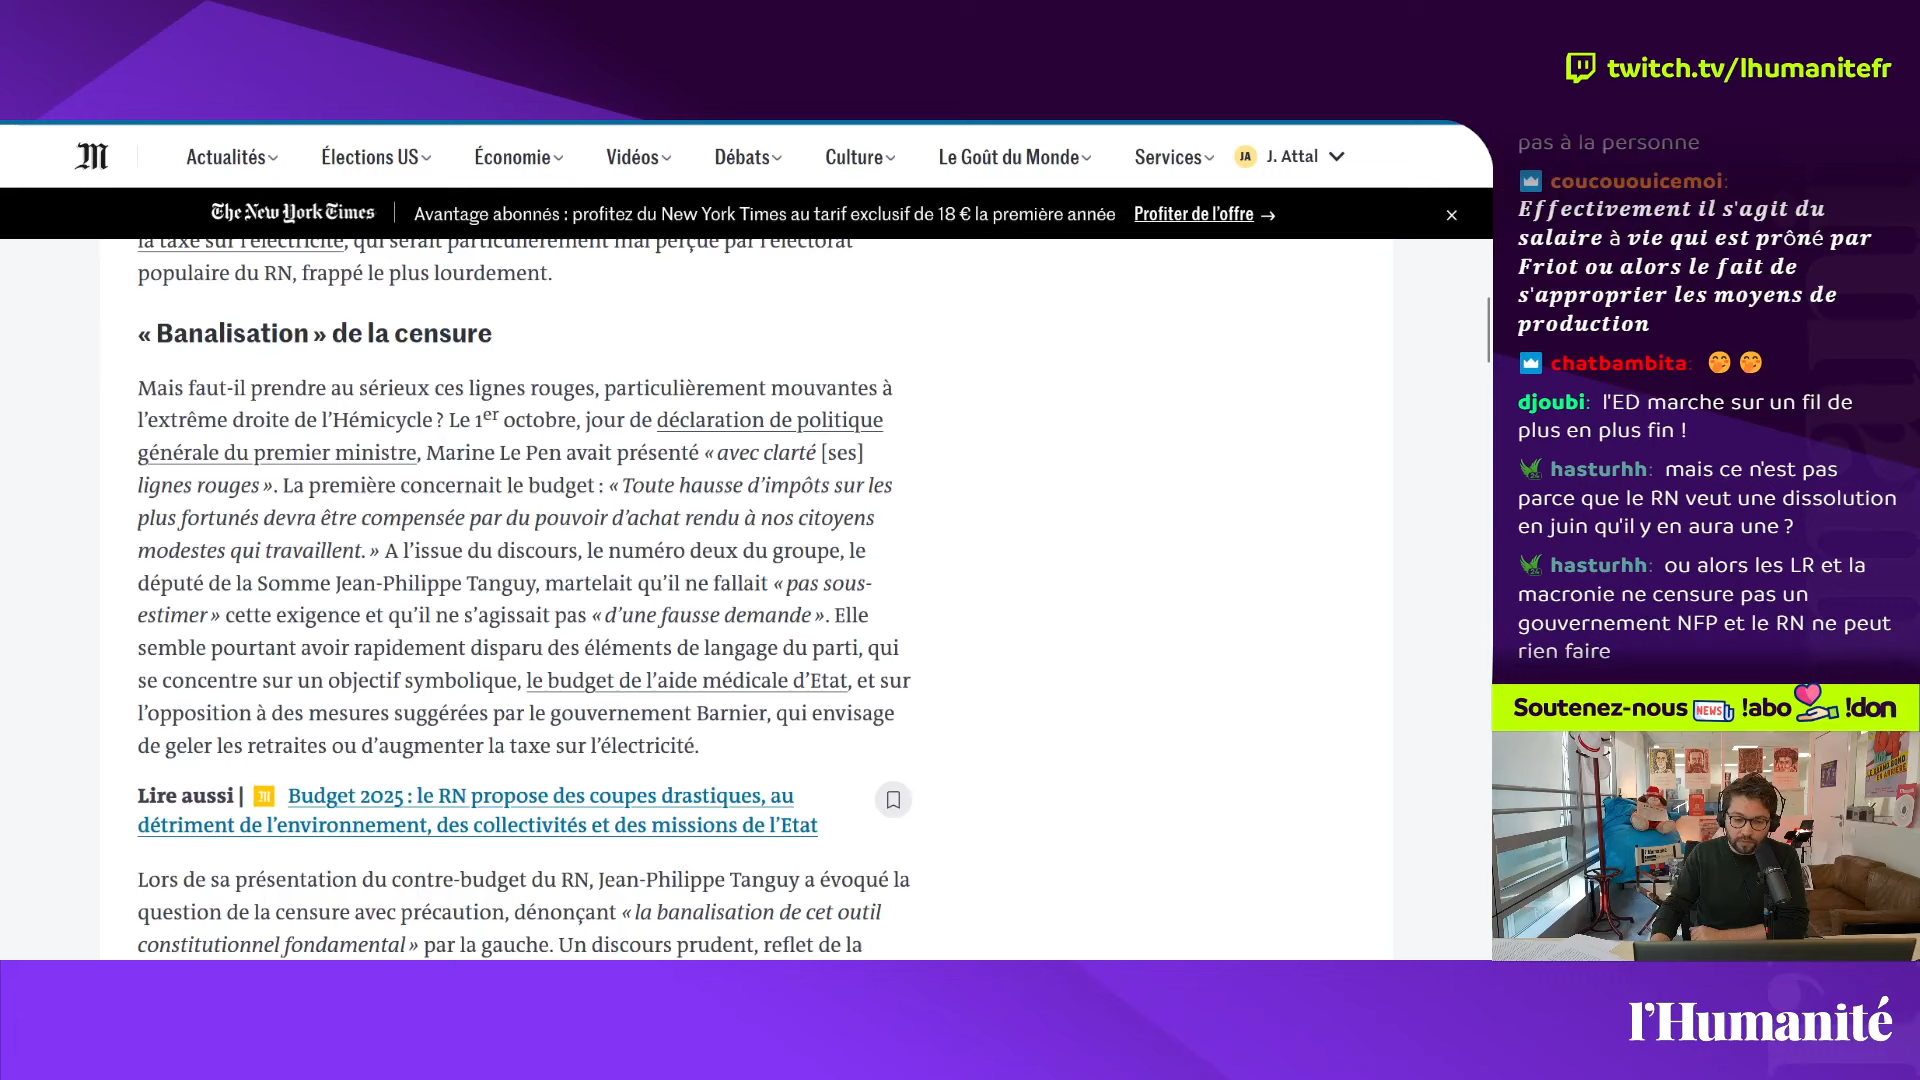 twitch.tv/lhumanitefr
M
Actualités
Élections US
Économie
Vidéos
Débats
Culture
Le Goût du Monde
Services
JA
J. Attal
The New York Times
Avantage abonnés : profitez du New York Times au tarif exclusif de 18 € la première année
Profiter de l'offre →
la taxe sur l'électricité, qui serait particulièrement mal perçue par l'électorat
populaire du RN, frappé le plus lourdement.
« Banalisation » de la censure
Mais faut-il prendre au sérieux ces lignes rouges, particulièrement mouvantes à
l'extrême droite de l'Hémicycle ? Le 1er octobre, jour de déclaration de politique
générale du premier ministre, Marine Le Pen avait présenté « avec clarté [ses]
lignes rouges ». La première concernait le budget : « Toute hausse d'impôts sur les
plus fortunés devra être compensée par du pouvoir d'achat rendu à nos citoyens
modestes qui travaillent. » A l'issue du discours, le numéro deux du groupe, le
député de la Somme Jean-Philippe Tanguy, martelait qu'il ne fallait « pas sous-
estimer » cette exigence et qu'il ne s'agissait pas « d'une fausse demande ». Elle
semble pourtant avoir rapidement disparu des éléments de langage du parti, qui
se concentre sur un objectif symbolique, le budget de l'aide médicale d'Etat, et sur
l'opposition à des mesures suggérées par le gouvernement Barnier, qui envisage
de geler les retraites ou d'augmenter la taxe sur l'électricité.
Lire aussi | M Budget 2025 : le RN propose des coupes drastiques, au
détriment de l'environnement, des collectivités et des missions de l'Etat
Lors de sa présentation du contre-budget du RN, Jean-Philippe Tanguy a évoqué la
question de la censure avec précaution, dénonçant « la banalisation de cet outil
constitutionnel fondamental » par la gauche. Un discours prudent, reflet de la
pas à la personne
coucououicemoi:
Effectivement il s'agit du
salaire à vie qui est prôné par
Friot ou alors le fait de
s'approprier les moyens de
production
chatbambita:
djoubi: l'ED marche sur un fil de
plus en plus fin !
hasturhh: mais ce n'est pas
parce que le RN veut une dissolution
en juin qu'il y en aura une ?
hasturhh: ou alors les LR et la
macronie ne censure pas un
gouvernement NFP et le RN ne peut
rien faire
Soutenez-nous NEWS !abo !don
l'Humanité
l'Humanité